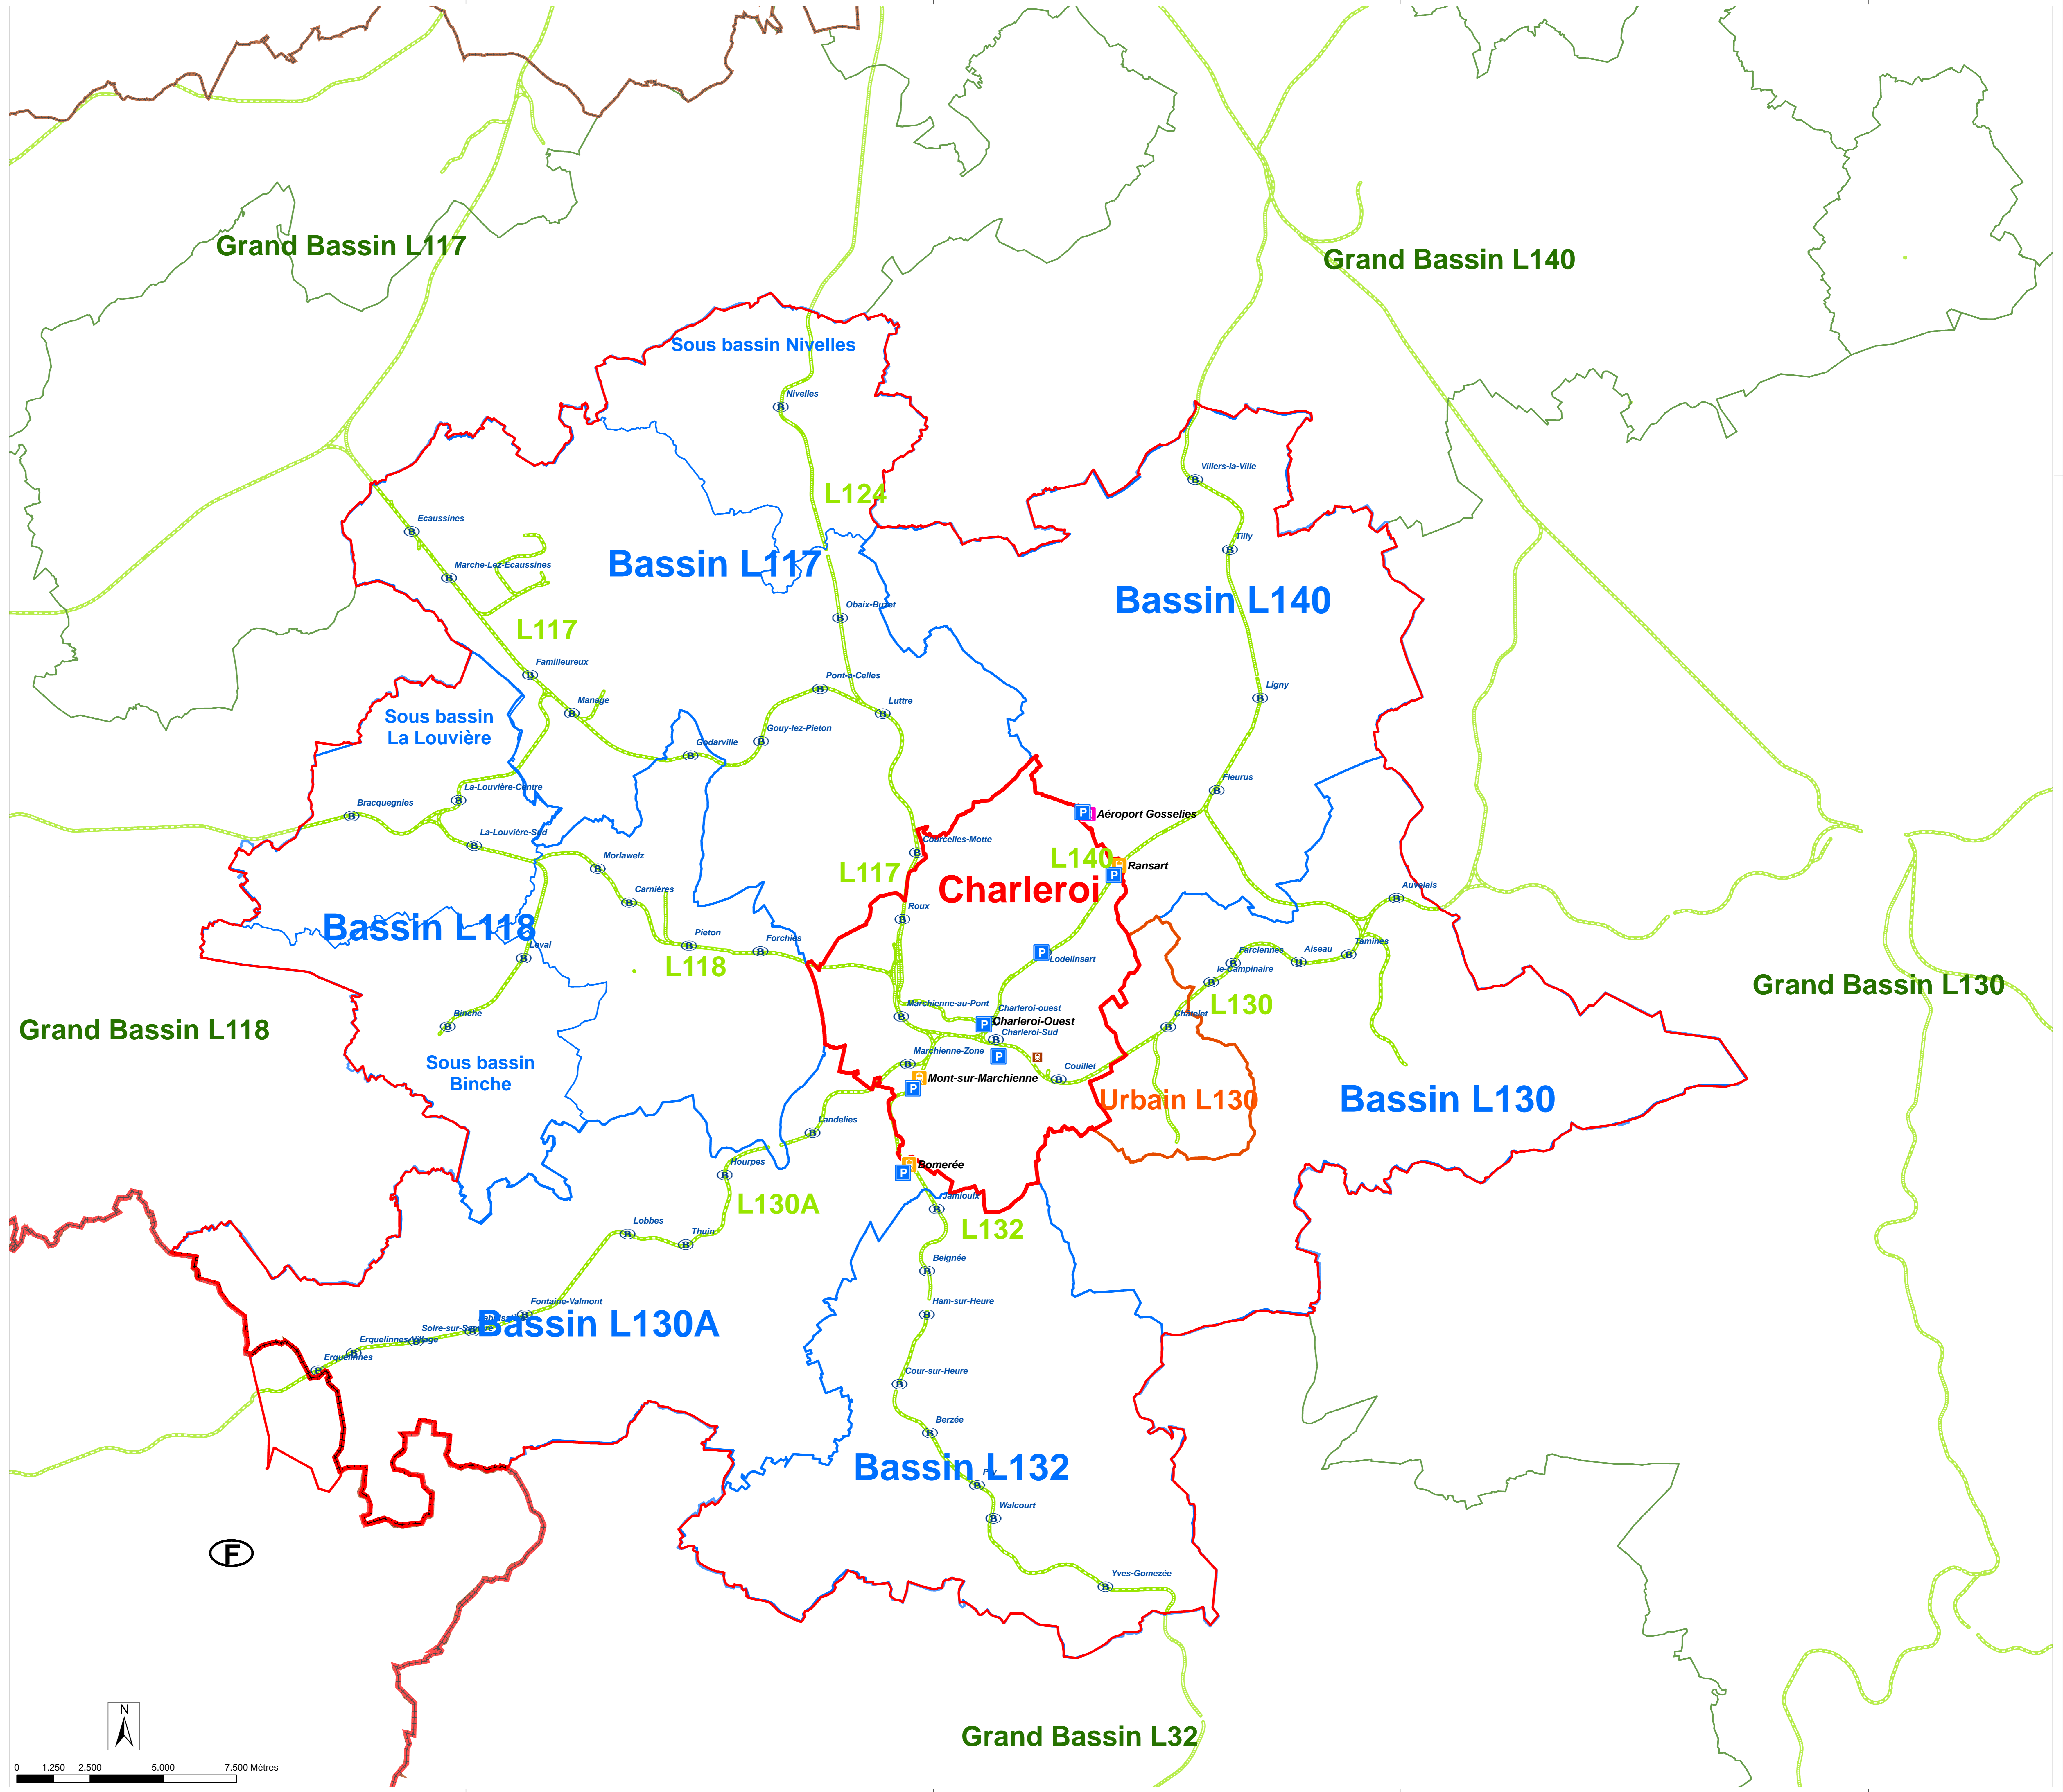 Grand Bassin L117
Grand Bassin L140
Sous bassin Nivelles
Nivelles
Villers-la-Ville
L124
Ecaussines
Tilly
Marche-Lez-Ecaussines
Bassin L117
Bassin L140
Obaix-Buzet
L117
Familleureux
Pont-a-Celles
Ligny
Manage
Luttre
Sous bassin
La Louvière
Gouy-lez-Pieton
Godarville
Fleurus
La-Louvière-Centre
Bracquegnies
P
Aéroport Gosselies
La-Louvière-Sud
Courcelles-Motte
Morlawelz
L117
L140
Ransart
P
Charleroi
Carnières
Auvelais
Roux
Bassin L118
Pieton
Forchies
Leval
L118
P
Lodelinsart
Farciennes
Aiseau
Tamines
le-Campinaire
Grand Bassin L130
Marchienne-au-Pont
Charleroi-ouest
L130
Châtelet
Binche
P
Charleroi-Ouest
Charleroi-Sud
Grand Bassin L118
Marchienne-Zone
P
Sous bassin
Binche
Mont-sur-Marchienne
P
Couillet
Urbain L130
Bassin L130
Landelies
Hourpes
Bomerée
P
L130A
Jamioulx
L132
Lobbes
Thuin
Beignée
Fontaine-Valmont
Ham-sur-Heure
Bassin L130A
Solre-sur-Sambre
Erquelinnes-Village
Erquelinnes
Cour-sur-Heure
Berzée
Bassin L132
Walcourt
F
Yves-Gomezée
N
Grand Bassin L32
0 1.250 2.500 5.000 7.500 Mètres